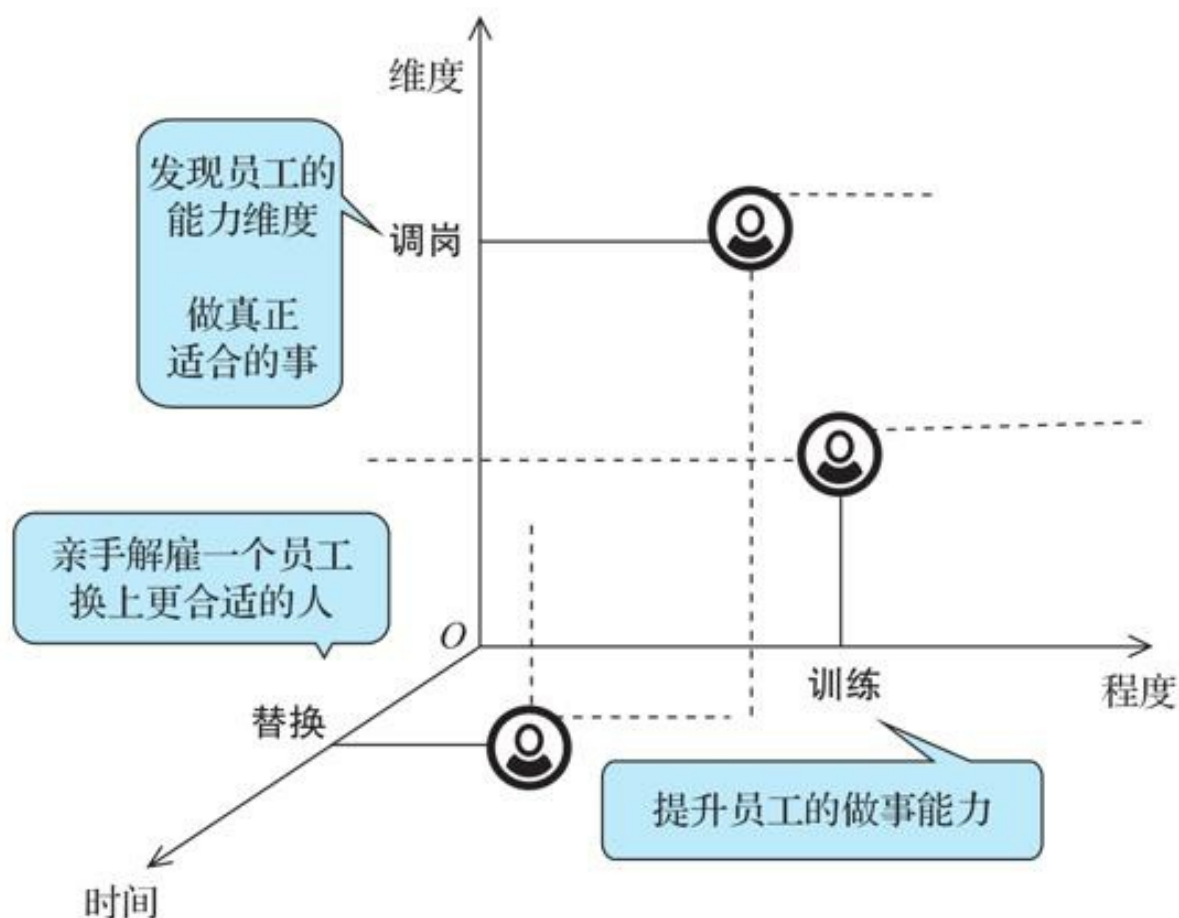 维度
发现员工的
能力维度
做真正
适合的事
调岗
亲手解雇一个员工
换上更合适的人
O
训练
程度
替换
提升员工的做事能力
时间